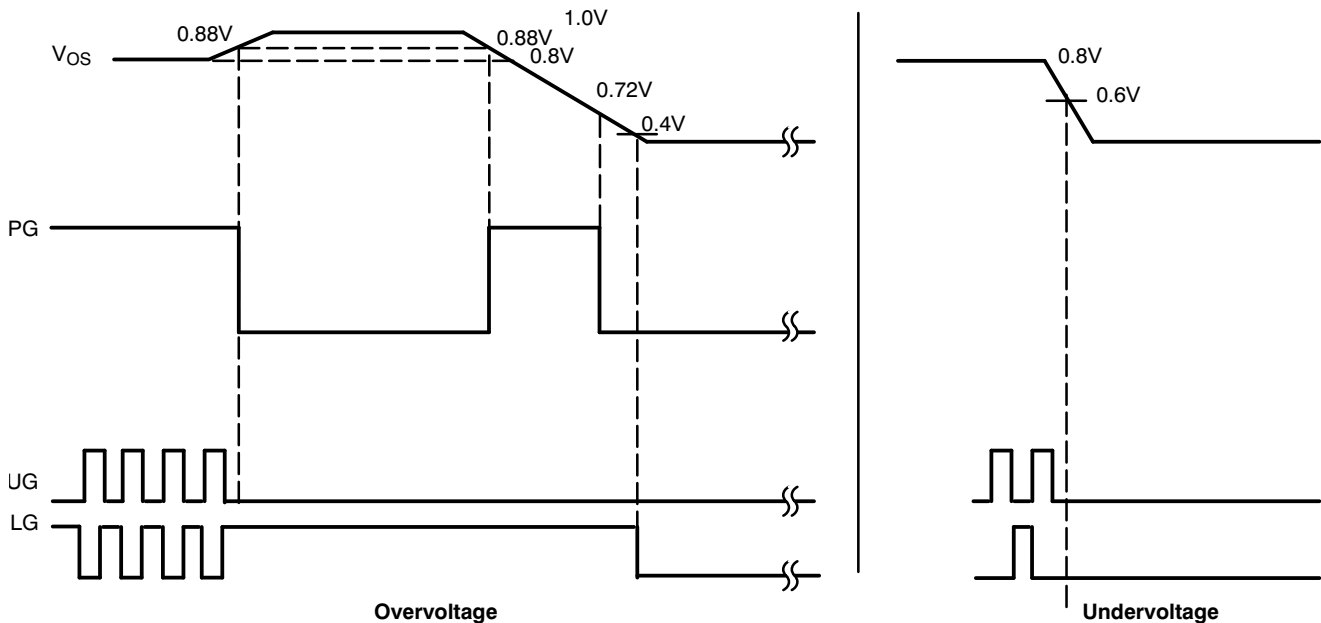 1.0V
0.88V
0.88V
VOS
0.8V
0.8V
0.72V
0.6V
0.4V
PG
UG
LG
Overvoltage
Undervoltage